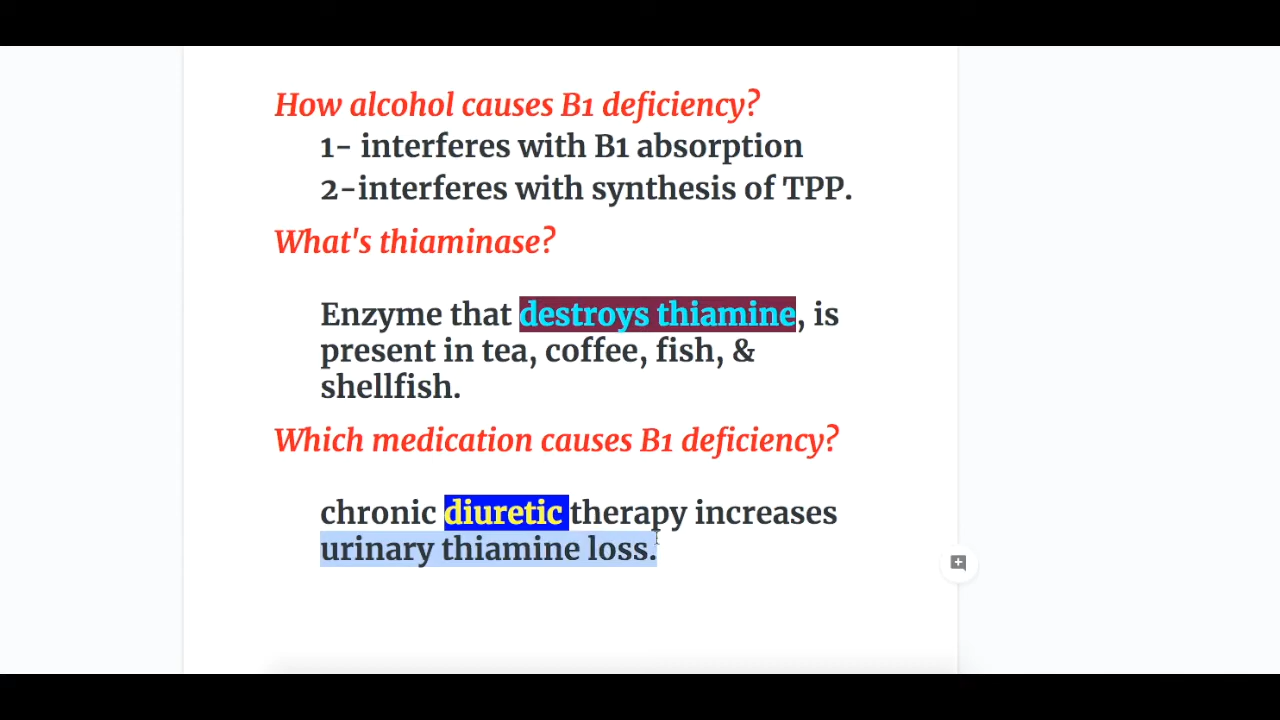 How alcohol causes B1 deficiency?
1- interferes with B1 absorption
2-interferes with synthesis of TPP.
What's thiaminase?
Enzyme that destroys thiamine, is
present in tea, coffee, fish, &
shellfish.
Which medication causes B1 deficiency?
chronic diuretic therapy increases
urinary thiamine loss.